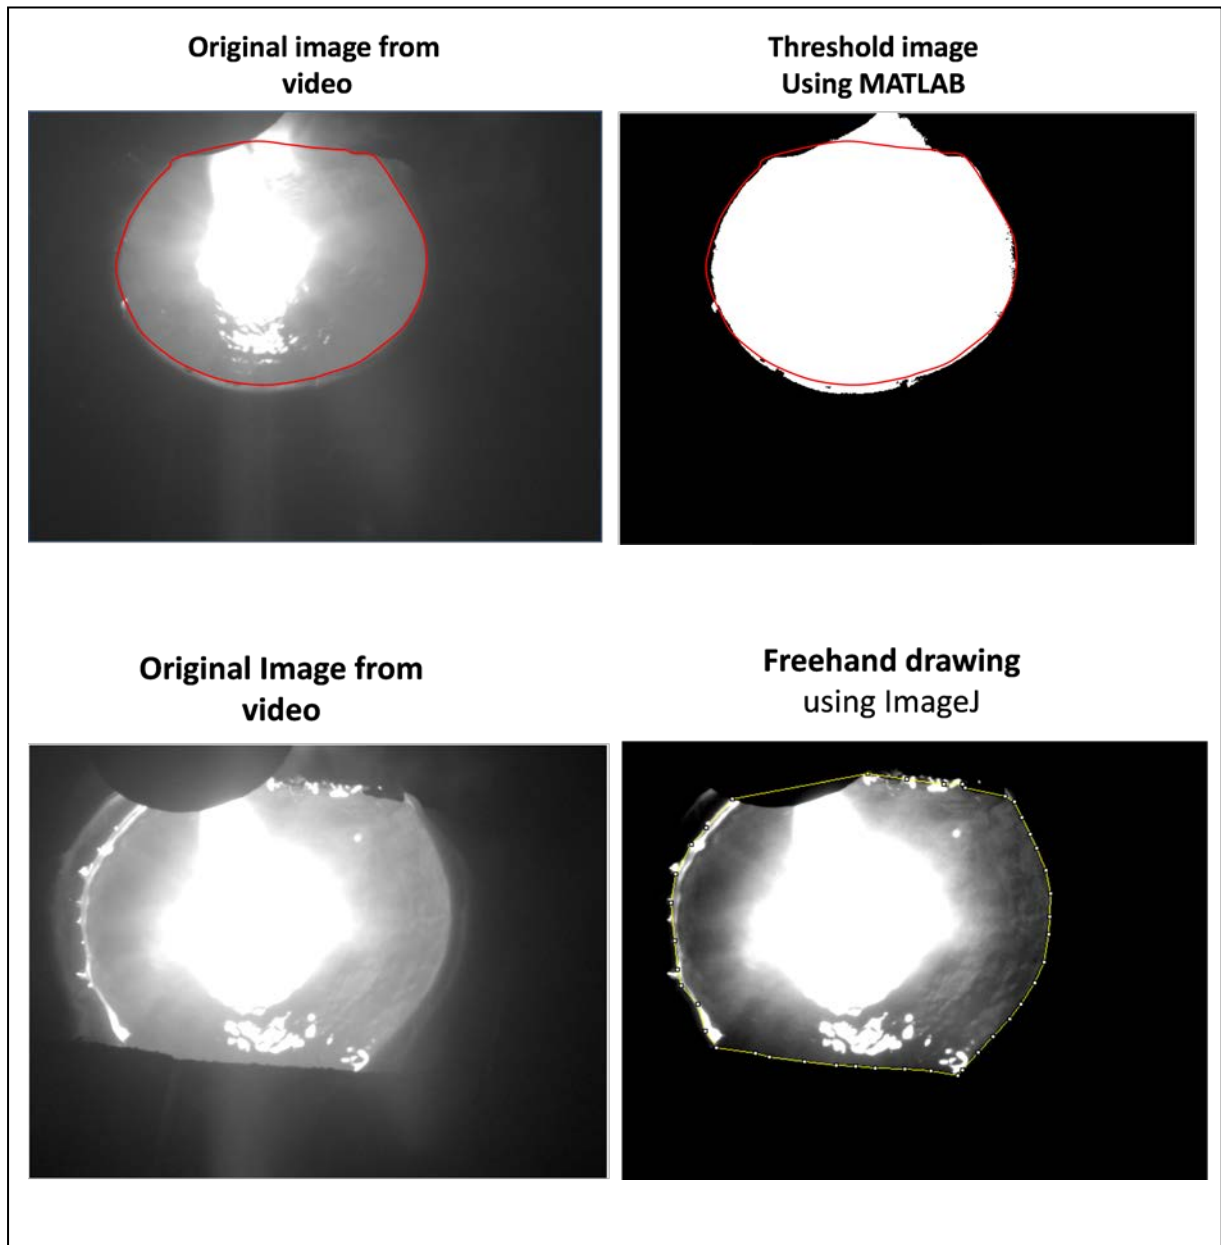 Original image from
video
Threshold image
Using MATLAB
Original Image from
video
Freehand drawing
using ImageJ